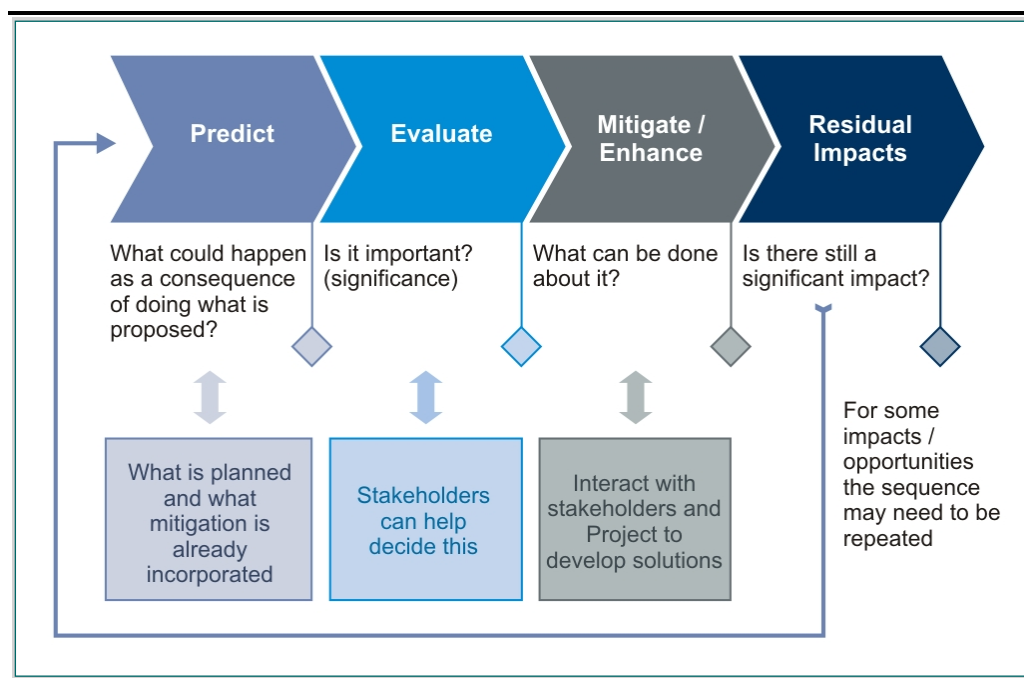 Predict
Evaluate
Mitigate /
Enhance
Residual
Impacts
What could happen
as a consequence
of doing what is
proposed?
Is it important?
(significance)
What can be done
about it?
Is there still a
significant impact?
What is planned
and what
mitigation is
already
incorporated
Stakeholders
can help
decide this
Interact with
stakeholders and
Project to
develop solutions
For some
impacts /
opportunities
the sequence
may need to be
repeated